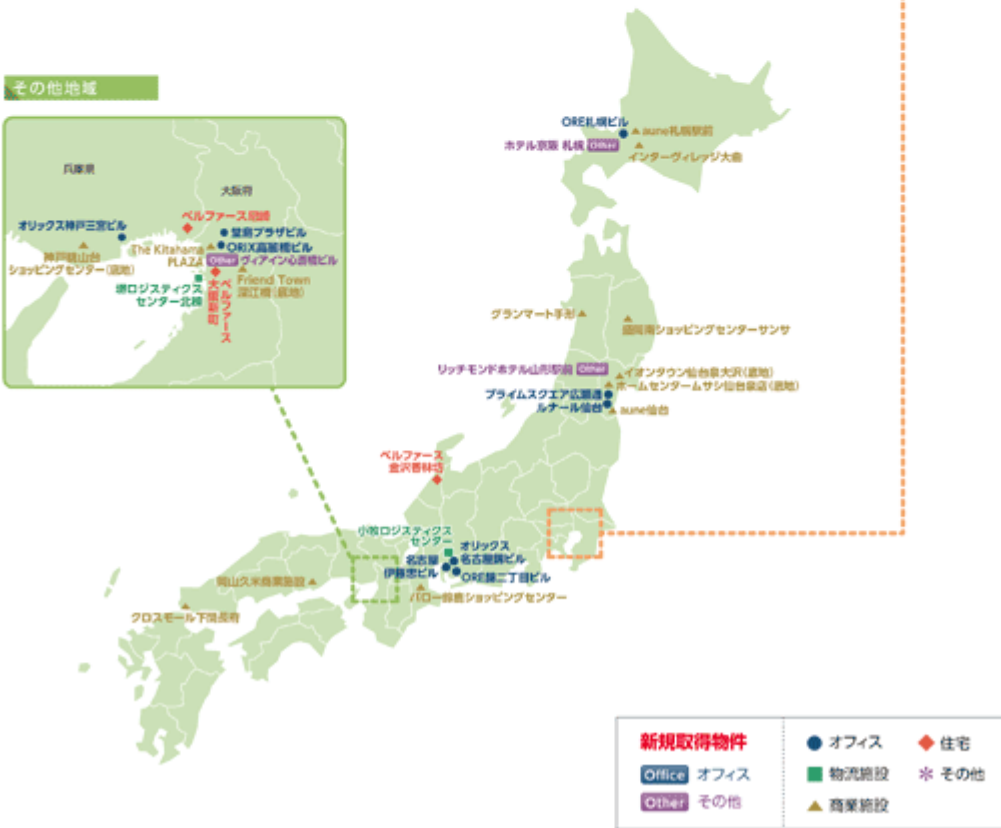 その他地域
兵庫県
大阪府
オリックス神戸三宮ビル
神戸桃山台
ショッピングセンター(底地)
ベルファース尼崎
堂島プラザビル
The Kitahama
PLAZA
ORIX高麗橋ビル
Other ヴィアイン心斎橋ビル
Friend Town
深江橋(底地)
堺ロジスティクス
センター北棟
ベルファース
大阪新町
ORE札幌ビル
aune札幌駅前
ホテル京阪 札幌 Other
インターヴィレッジ大曲
グランマート手形
盛岡南ショッピングセンターサンサ
リッチモンドホテル山形駅前 Other
イオンタウン仙台泉大沢(底地)
ホームセンタームサシ仙台泉店(底地)
プライムスクエア広瀬通
ルナール仙台
aune仙台
ベルファース
金沢香林坊
小牧ロジスティクス
センター
オリックス
名古屋錦ビル
名古屋
伊藤忠ビル
ORE錦二丁目ビル
バロー鈴鹿ショッピングセンター
岡山久米商業施設
クロスモール下関長府
新規取得物件
Office オフィス
Other その他
オフィス
住宅
物流施設
その他
商業施設